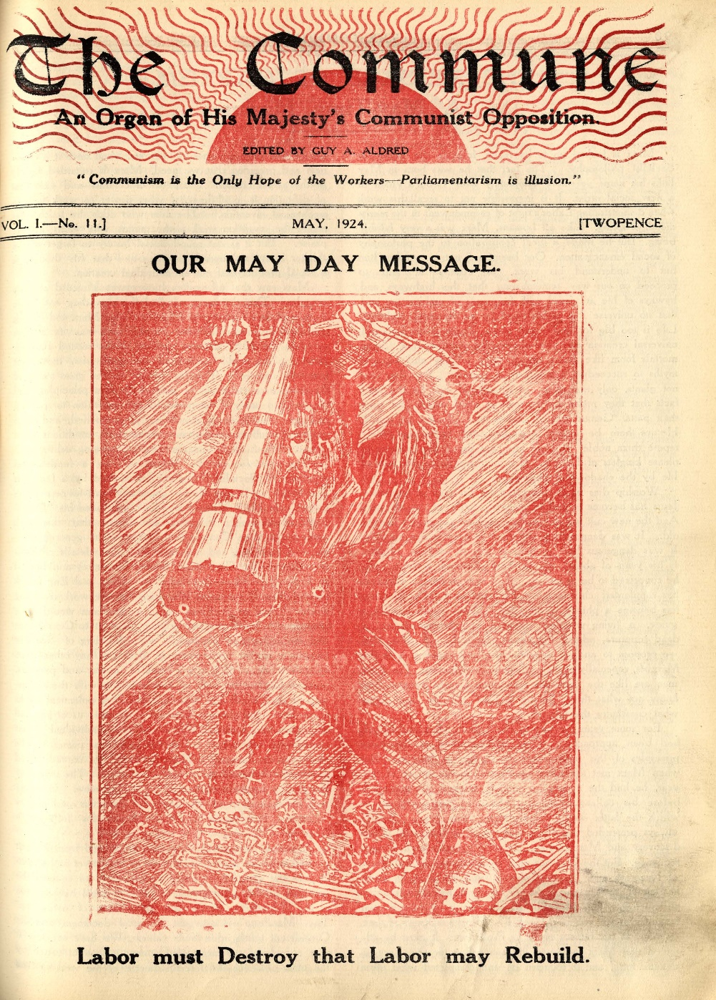 The Commune
An Organ of His Majesty's Communist Opposition.
EDITED BY GUY A. ALDRED
"Communism is the Only Hope of the Workers—Parliamentarism is illusion."
VOL. I.—No. 11.] MAY, 1924. [TWOPENCE
OUR MAY DAY MESSAGE.
Labor must Destroy that Labor may Rebuild.